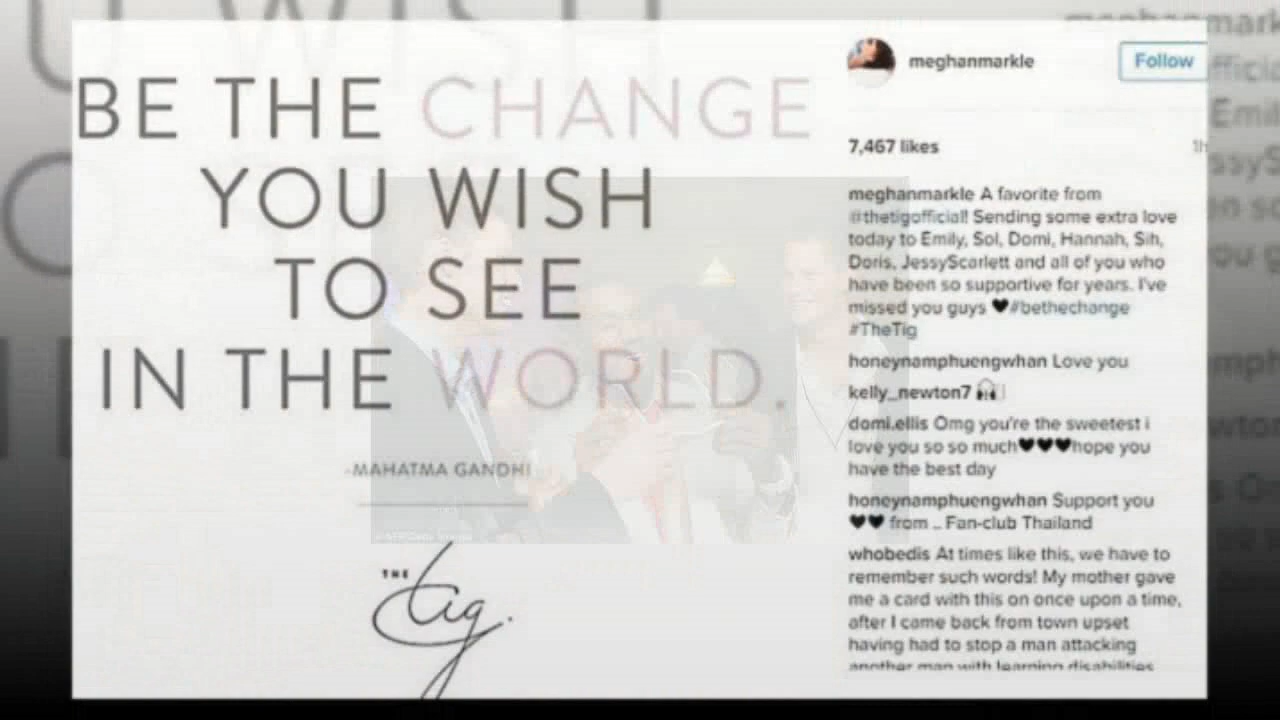 BE THE CHANGE
YOU WISH
TO SEE
IN THE WORLD.
-MAHATMA GANDHI
THE
tig.
meghanmarkle
Follow
7,467 likes
1h
meghanmarkle A favorite from
#thetigofficial! Sending some extra love
today to Emily, Sol, Domi, Hannah, Sih,
Doris, JessyScarlett and all of you who
have been so supportive for years. I've
missed you guys 🖤#bethechange
#TheTig
honeynamphuengwhan Love you
kelly_newton7
domi.ellis Omg you're the sweetest i
love you so so much🖤🖤🖤hope you
have the best day
honeynamphuengwhan Support you
🖤🖤 from .. Fan-club Thailand
whobedis At times like this, we have to
remember such words! My mother gave
me a card with this on once upon a time,
after I came back from town upset
having had to stop a man attacking
another man with learning disabilities